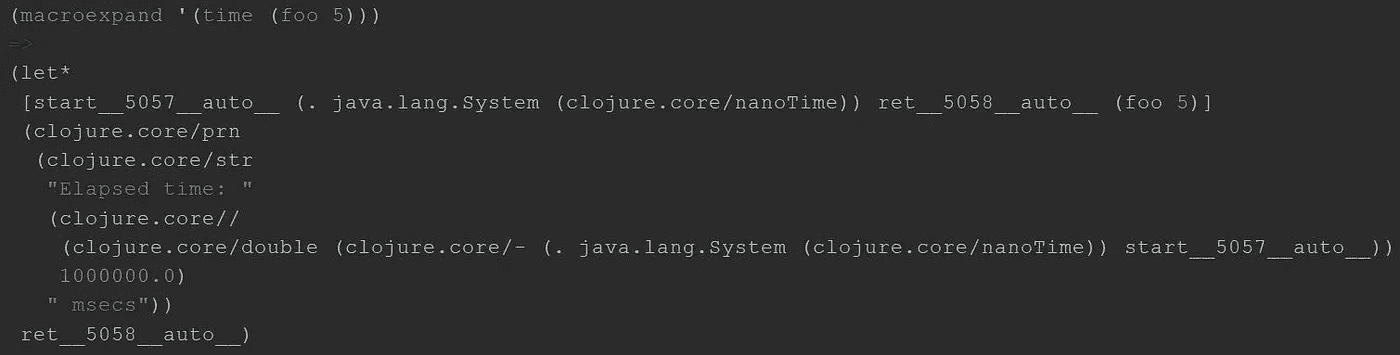 (macroexpand '(time (foo 5)))
=>
(let*
 [start__5057__auto__ (. java.lang.System (clojure.core/nanoTime)) ret__5058__auto__ (foo 5)]
 (clojure.core/prn
  (clojure.core/str
   "Elapsed time: "
   (clojure.core//
    (clojure.core/double (clojure.core/- (. java.lang.System (clojure.core/nanoTime)) start__5057__auto__))
    1000000.0)
   " msecs"))
 ret__5058__auto__)